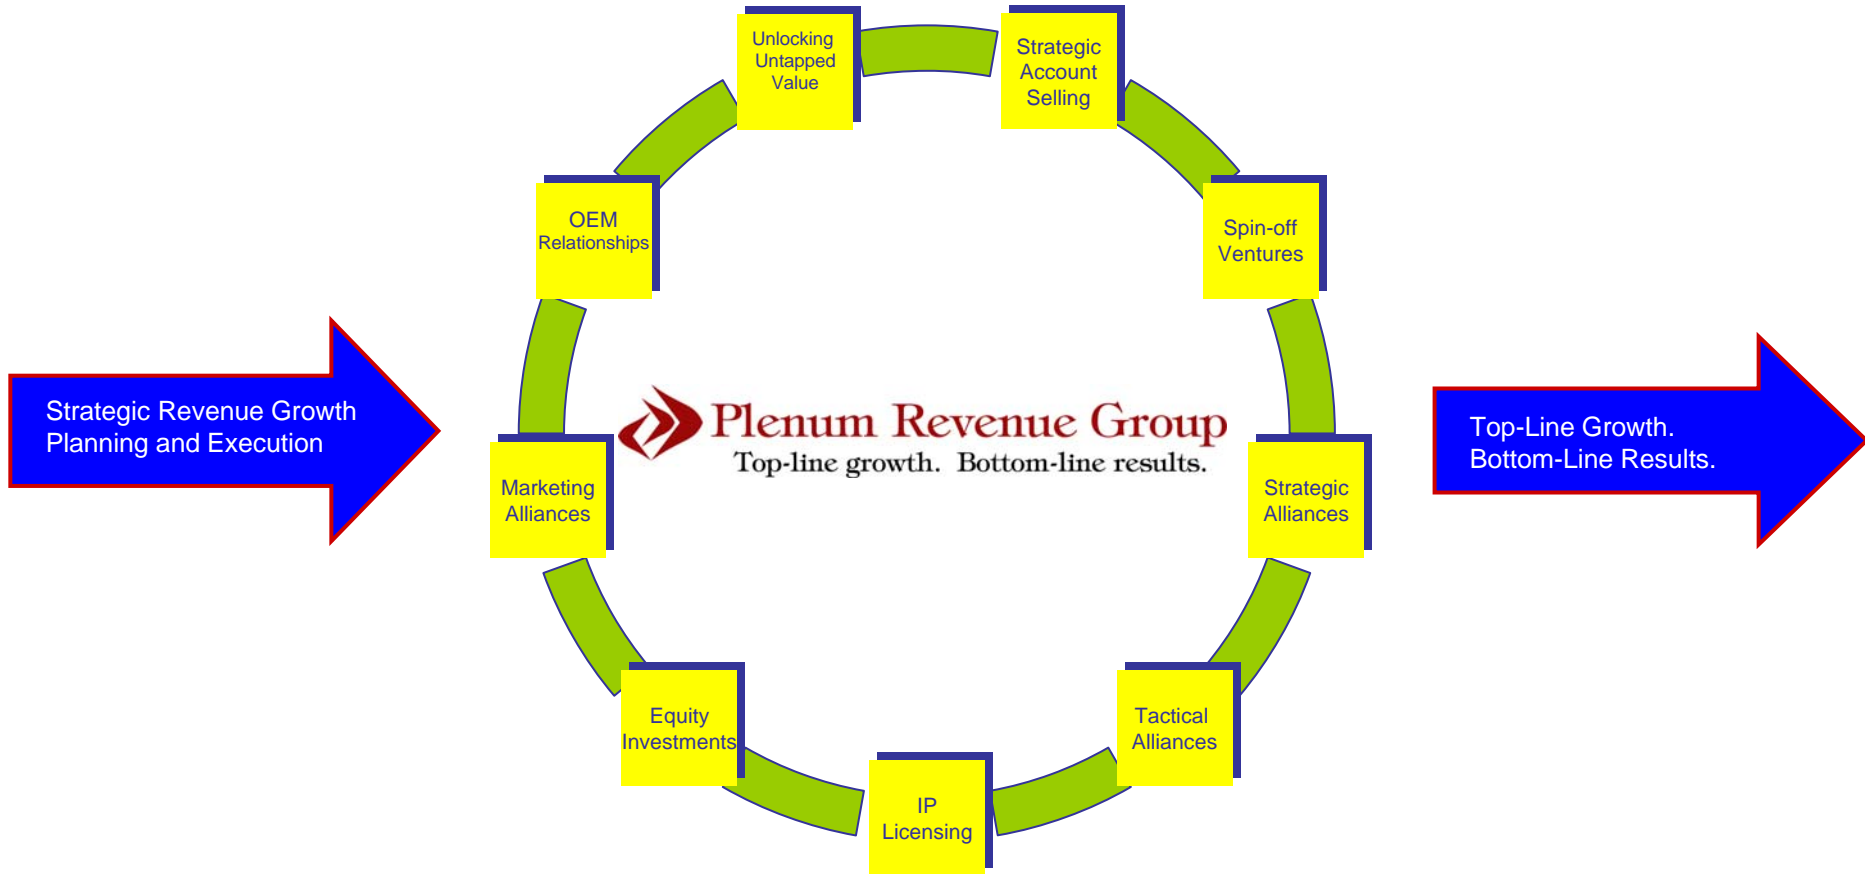 Unlocking
Untapped
Value
Strategic
Account
Selling
OEM
Relationships
Spin-off
Ventures
Strategic Revenue Growth
Planning and Execution
Plenum Revenue Group
Top-line growth.  Bottom-line results.
Top-Line Growth.
Bottom-Line Results.
Marketing
Alliances
Strategic
Alliances
Equity
Investments
Tactical
Alliances
IP
Licensing